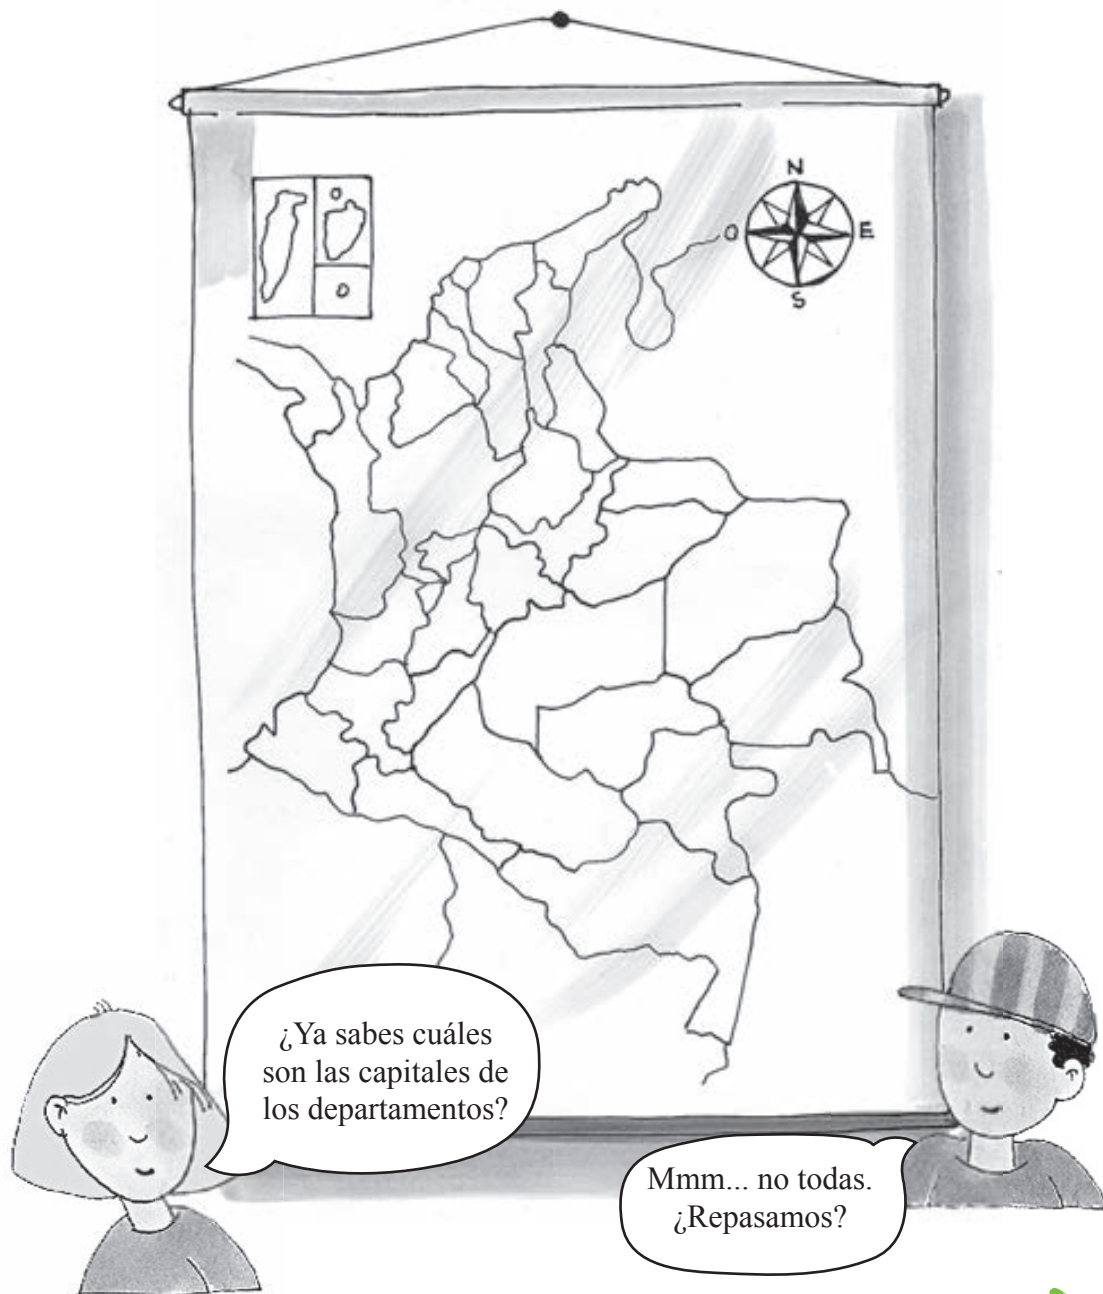 N
O
E
S
¿Ya sabes cuáles
son las capitales de
los departamentos?
Mmm... no todas.
¿Repasamos?